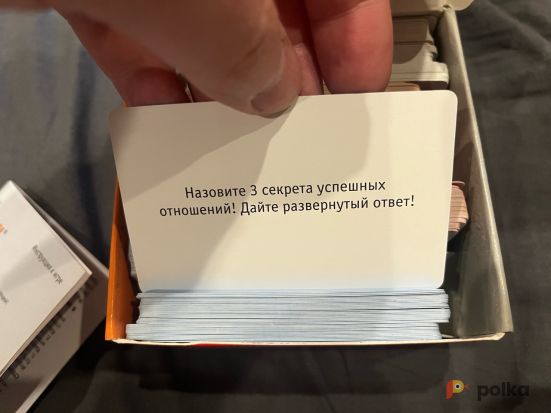 Назовите 3 секрета успешных
отношений! Дайте развернутый ответ!
polka